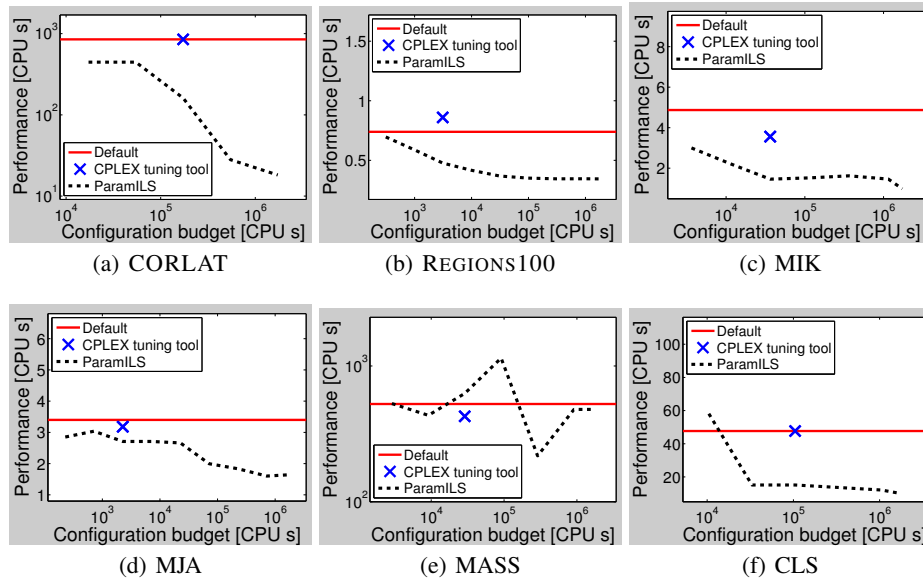 Performance [CPU s]
10^3
10^2
10^1
Default
CPLEX tuning tool
ParamILS
10^4 10^5 10^6
Configuration budget [CPU s]
(a) CORLAT
Performance [CPU s]
1.5
1
0.5
Default
CPLEX tuning tool
ParamILS
10^3 10^4 10^5 10^6
Configuration budget [CPU s]
(b) REGIONS100
Performance [CPU s]
8
6
4
2
Default
CPLEX tuning tool
ParamILS
10^4 10^5 10^6
Configuration budget [CPU s]
(c) MIK
Performance [CPU s]
6
5
4
3
2
1
Default
CPLEX tuning tool
ParamILS
10^3 10^4 10^5 10^6
Configuration budget [CPU s]
(d) MJA
Performance [CPU s]
10^3
10^2
Default
CPLEX tuning tool
ParamILS
10^4 10^5 10^6
Configuration budget [CPU s]
(e) MASS
Performance [CPU s]
100
80
60
40
20
Default
CPLEX tuning tool
ParamILS
10^4 10^5 10^6
Configuration budget [CPU s]
(f) CLS